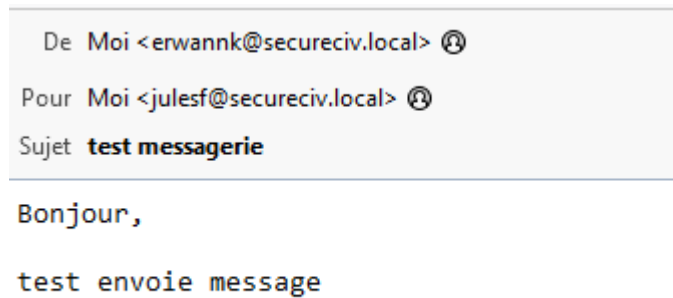 De Moi <erwannk@secureciv.local>
Pour Moi <julesf@secureciv.local>
Sujet test messagerie
Bonjour,
test envoie message